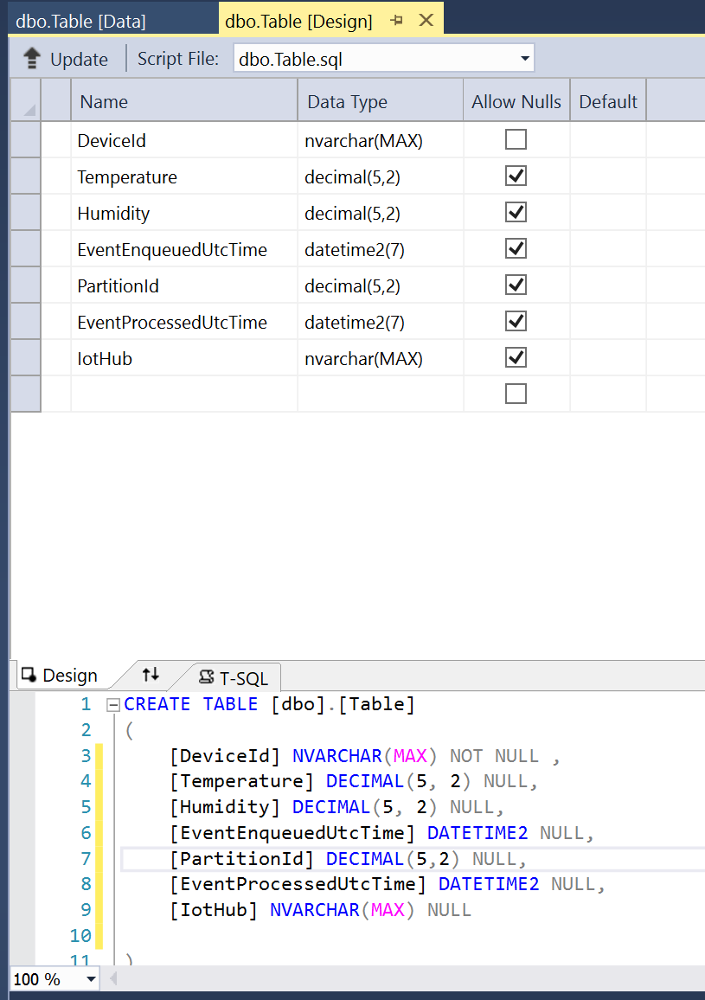 dbo.Table [Data] dbo.Table [Design]
Update Script File: dbo.Table.sql
Name Data Type Allow Nulls Default
DeviceId nvarchar(MAX)
Temperature decimal(5,2)
Humidity decimal(5,2)
EventEnqueuedUtcTime datetime2(7)
PartitionId decimal(5,2)
EventProcessedUtcTime datetime2(7)
IotHub nvarchar(MAX)
Design T-SQL
1 CREATE TABLE [dbo].[Table]
2 (
3 [DeviceId] NVARCHAR(MAX) NOT NULL ,
4 [Temperature] DECIMAL(5, 2) NULL,
5 [Humidity] DECIMAL(5, 2) NULL,
6 [EventEnqueuedUtcTime] DATETIME2 NULL,
7 [PartitionId] DECIMAL(5,2) NULL,
8 [EventProcessedUtcTime] DATETIME2 NULL,
9 [IotHub] NVARCHAR(MAX) NULL
10
11 )
100 %